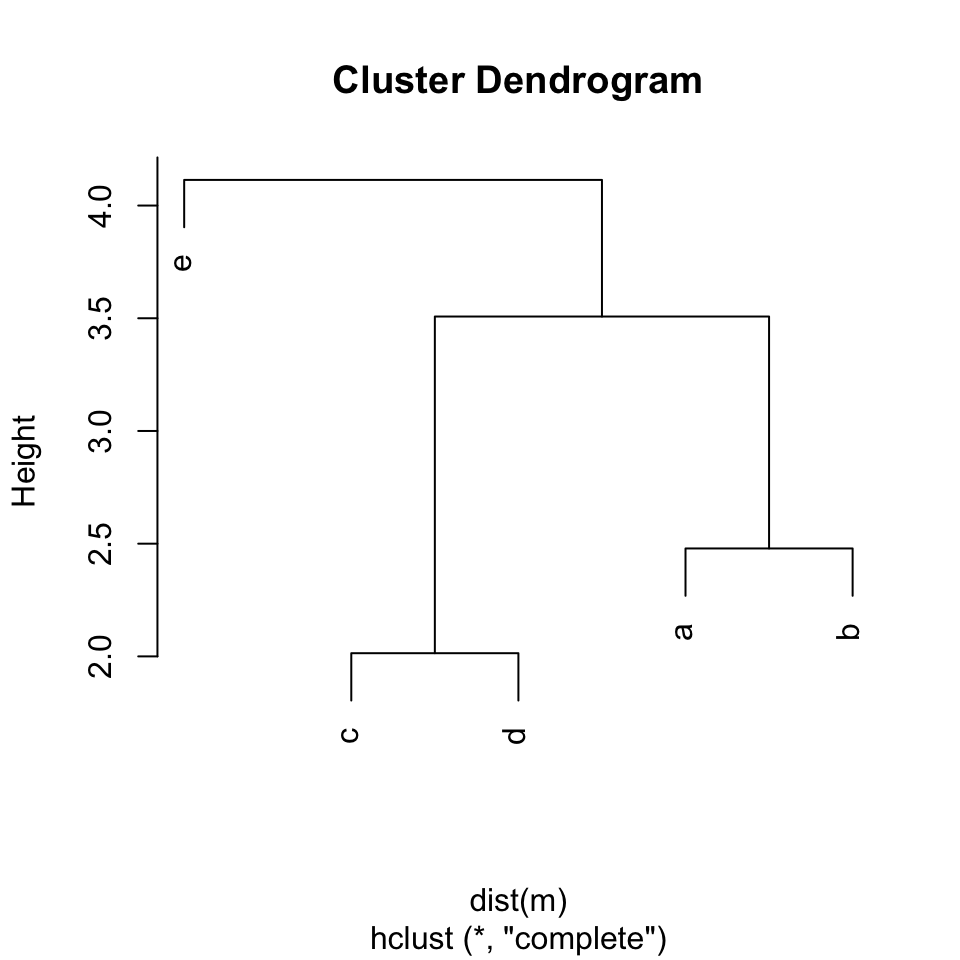 Cluster Dendrogram
Height
4.0
3.5
3.0
2.5
2.0
e
c
d
a
b
dist(m)
hclust (*, "complete")